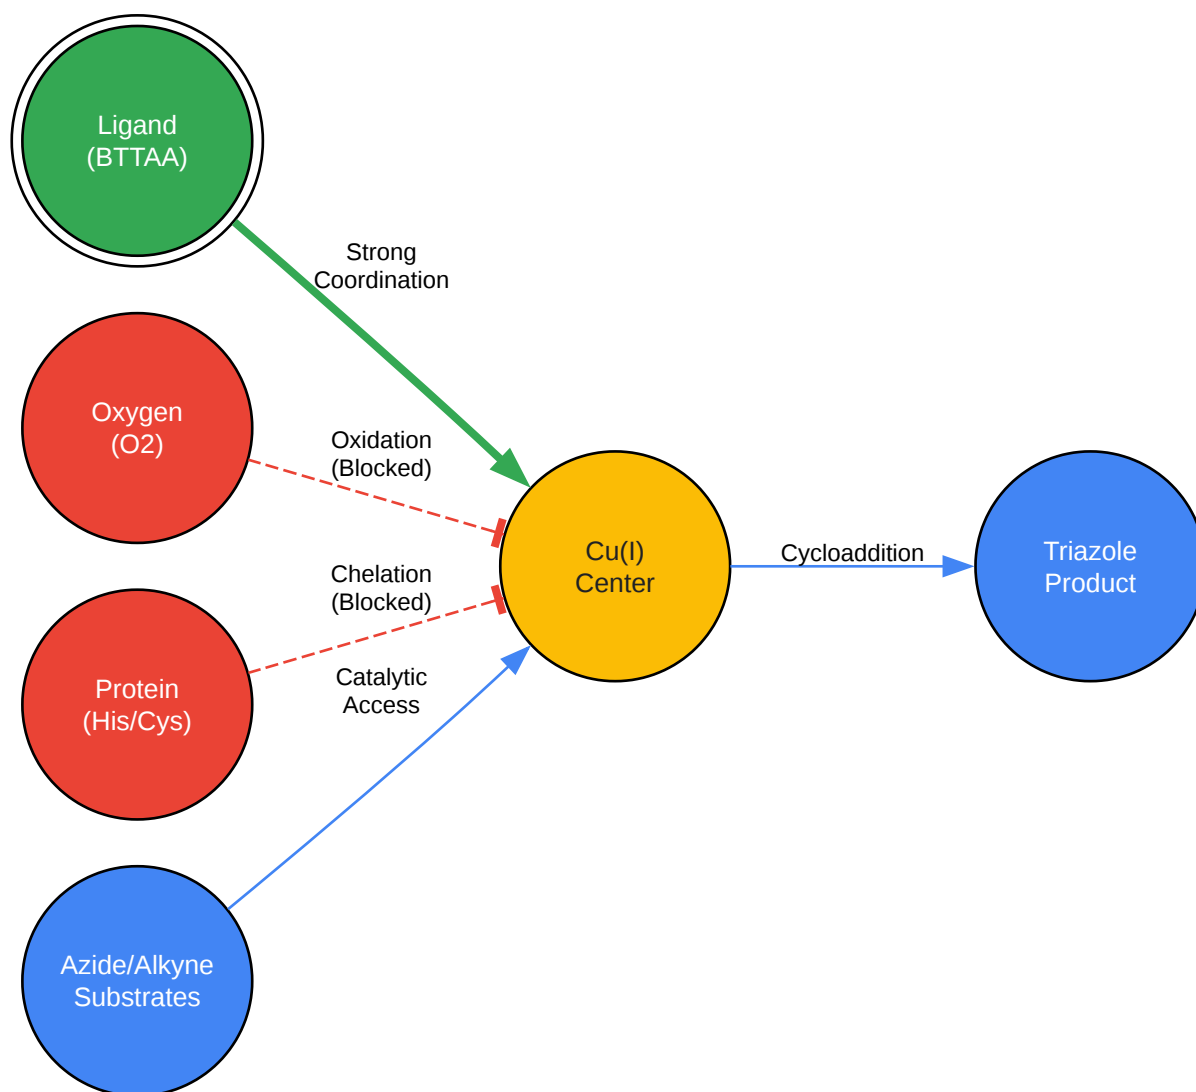 Ligand
(BTTAA)
Strong
Coordination
Oxygen
(O2)
Oxidation
(Blocked)
Cu(I)
Center
Cycloaddition
Triazole
Product
Chelation
(Blocked)
Protein
(His/Cys)
Catalytic
Access
Azide/Alkyne
Substrates